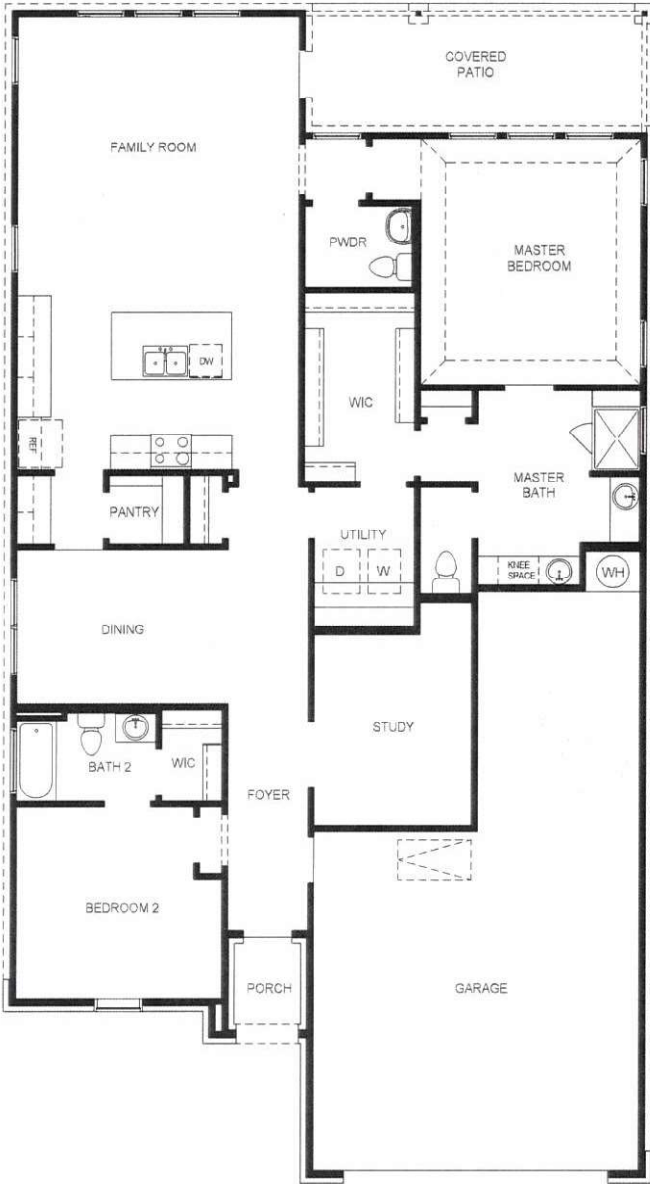 COVERED
PATIO
FAMILY ROOM
PWDR
MASTER
BEDROOM
DW
WIC
REF
MASTER
BATH
PANTRY
UTILITY
D
W
KNEE
SPACE
WH
DINING
STUDY
BATH 2
WIC
FOYER
BEDROOM 2
PORCH
GARAGE